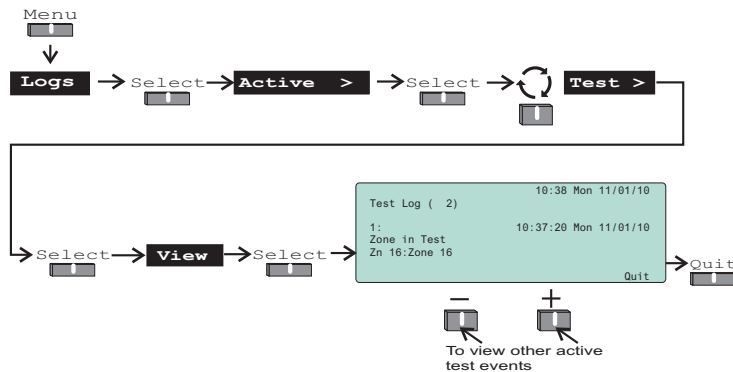 Menu
Logs
Select
Active >
Select
Test >
Select
View
Select
10:38 Mon 11/01/10
Test Log ( 2)
1: 10:37:20 Mon 11/01/10
Zone in Test
Zn 16:Zone 16
Quit
Quit
— +
To view other active
test events